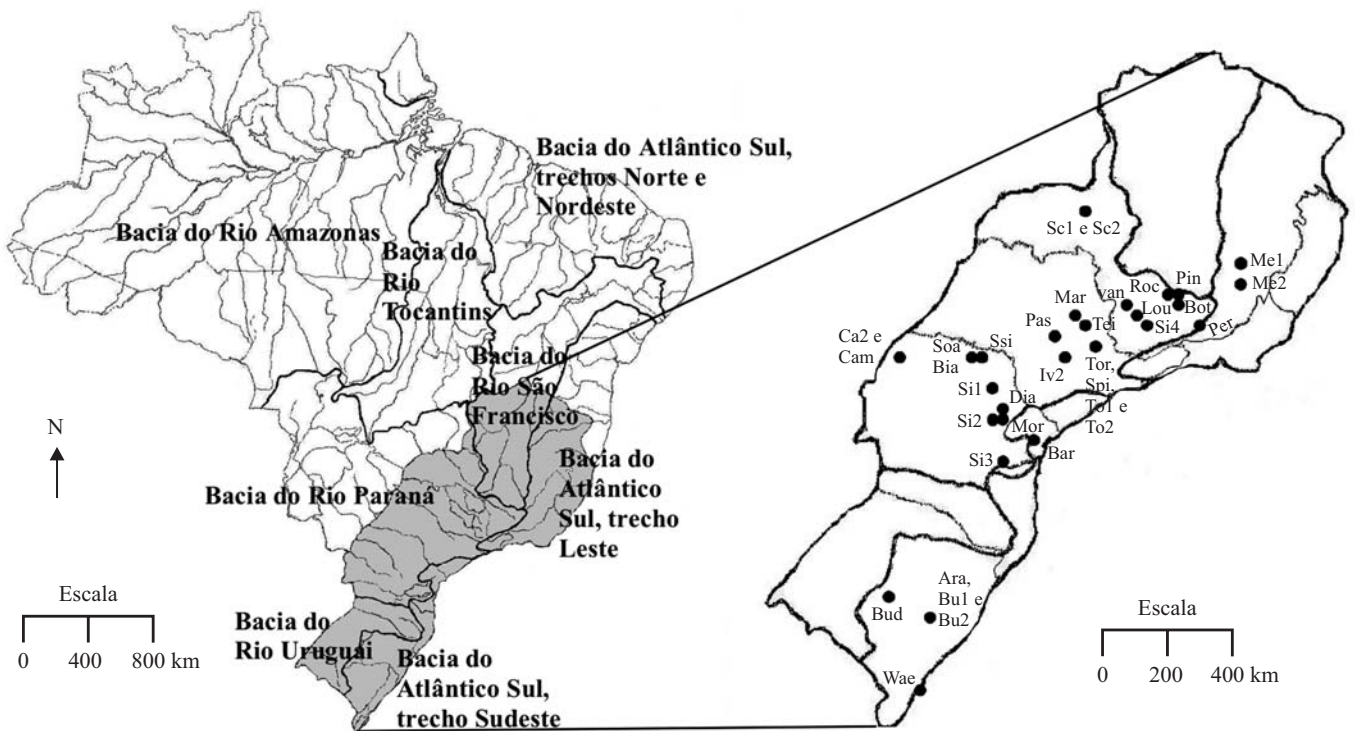 Bacia do Atlântico Sul,
trechos Norte e
Nordeste
Bacia do Rio Amazonas
Bacia do
Rio
Tocantins
Bacia do
Rio São
Francisco
Bacia do
Atlântico
Sul, trecho
Leste
Bacia do Rio Paraná
Bacia do
Rio Uruguai
Bacia do
Atlântico Sul,
trecho Sudeste
N
Escala
0 400 800 km
Sc1 e Sc2
Me1
Me2
Pin
Roc
van
Lou
Bot
Si4
Per
Mar
Tei
Pas
Iv2
Tor,
Spi,
To1 e
To2
Ca2 e
Cam
Soa
Bia
Ssi
Si1
Dia
Si2
Mor
Bar
Si3
Ara,
Bu1 e
Bu2
Bud
Wae
Escala
0 200 400 km